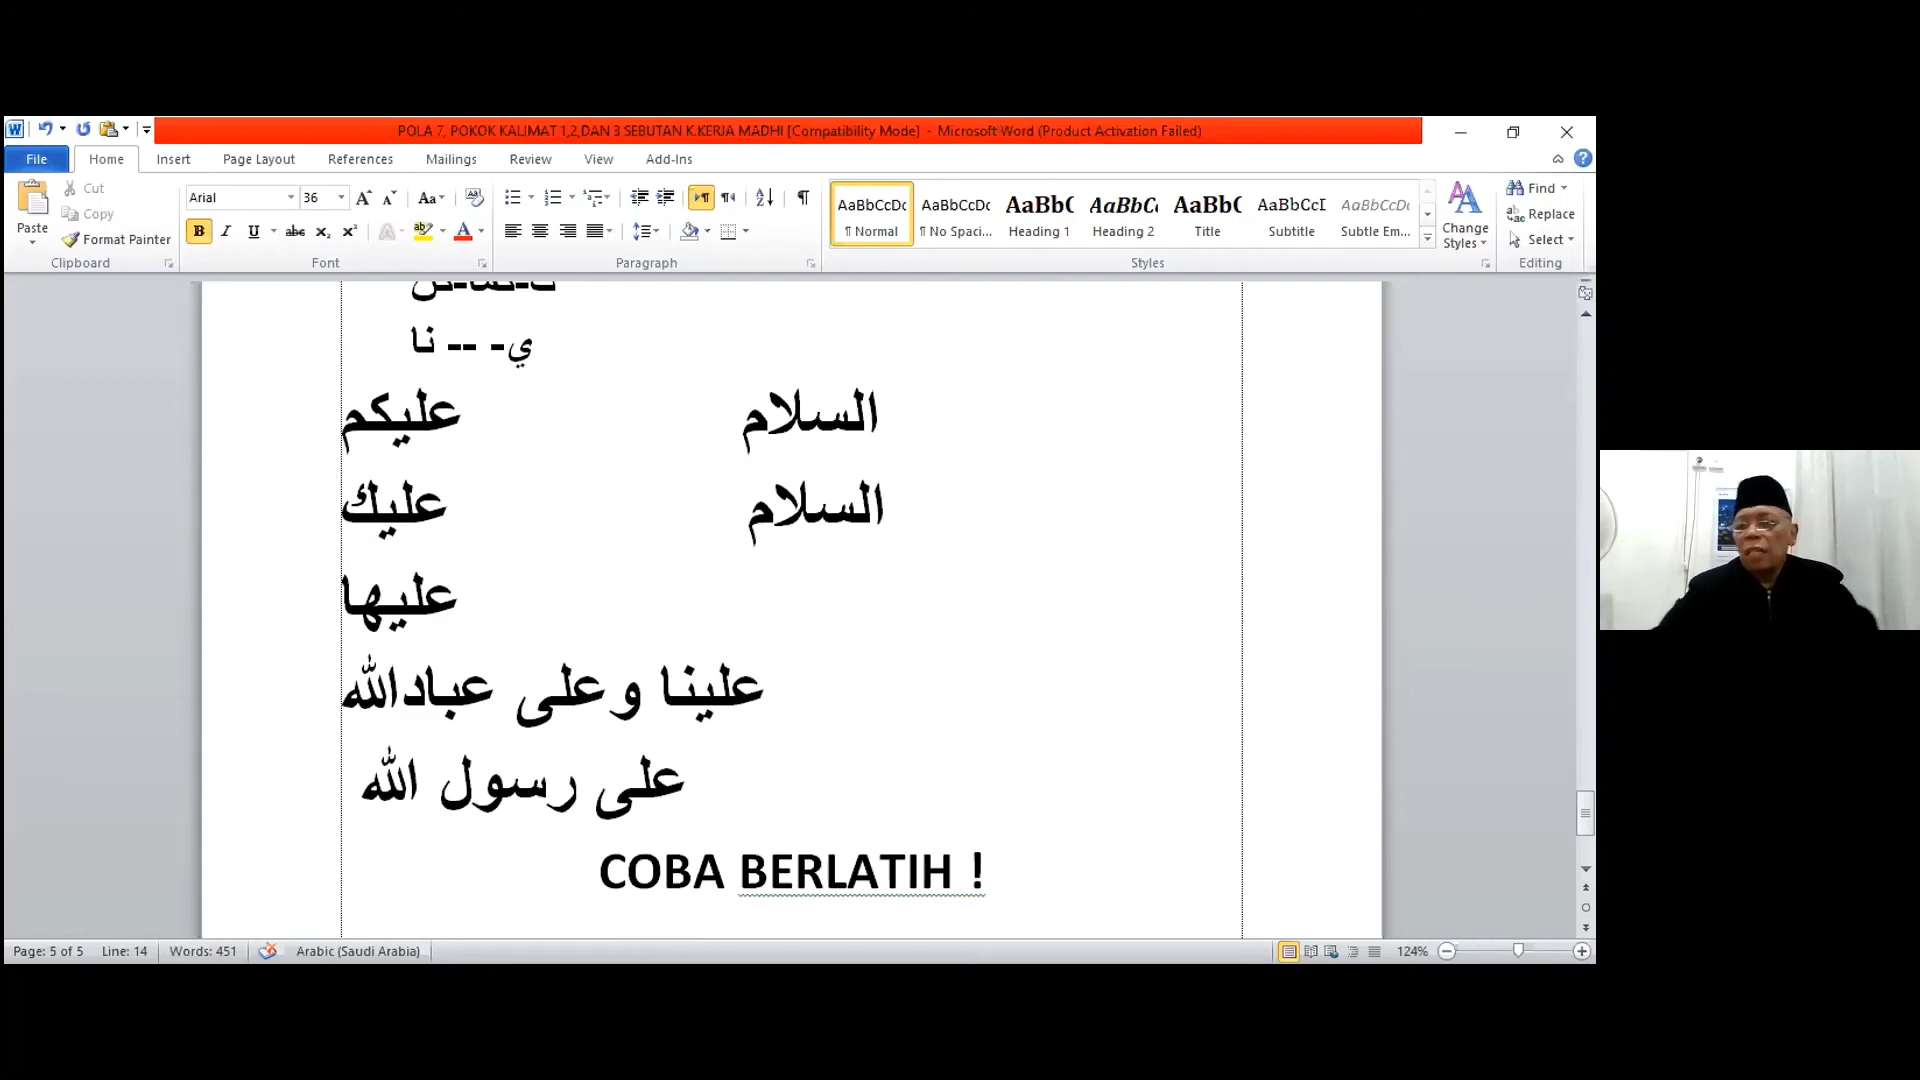 POLA 7, POKOK KALIMAT 1,2,DAN 3 SEBUTAN K.KERJA MADHI [Compatibility Mode] - Microsoft Word (Product Activation Failed)
File Home Insert Page Layout References Mailings Review View Add-Ins
Cut
Copy
Format Painter
Paste
Clipboard
Arial 36
Font
Paragraph
AaBbCcDc AaBbCcDc AaBbC AaBbC AaBbC AaBbCcI AaBbCcDc
¶ Normal ¶ No Spaci... Heading 1 Heading 2 Title Subtitle Subtle Em...
Change Styles
Styles
Find
Replace
Select
Editing
ي- -- نا
السلام عليكم
السلام عليك
عليها
علينا وعلى عبادالله
على رسول الله
COBA BERLATIH !
Page: 5 of 5 Line: 14 Words: 451 Arabic (Saudi Arabia) 124%